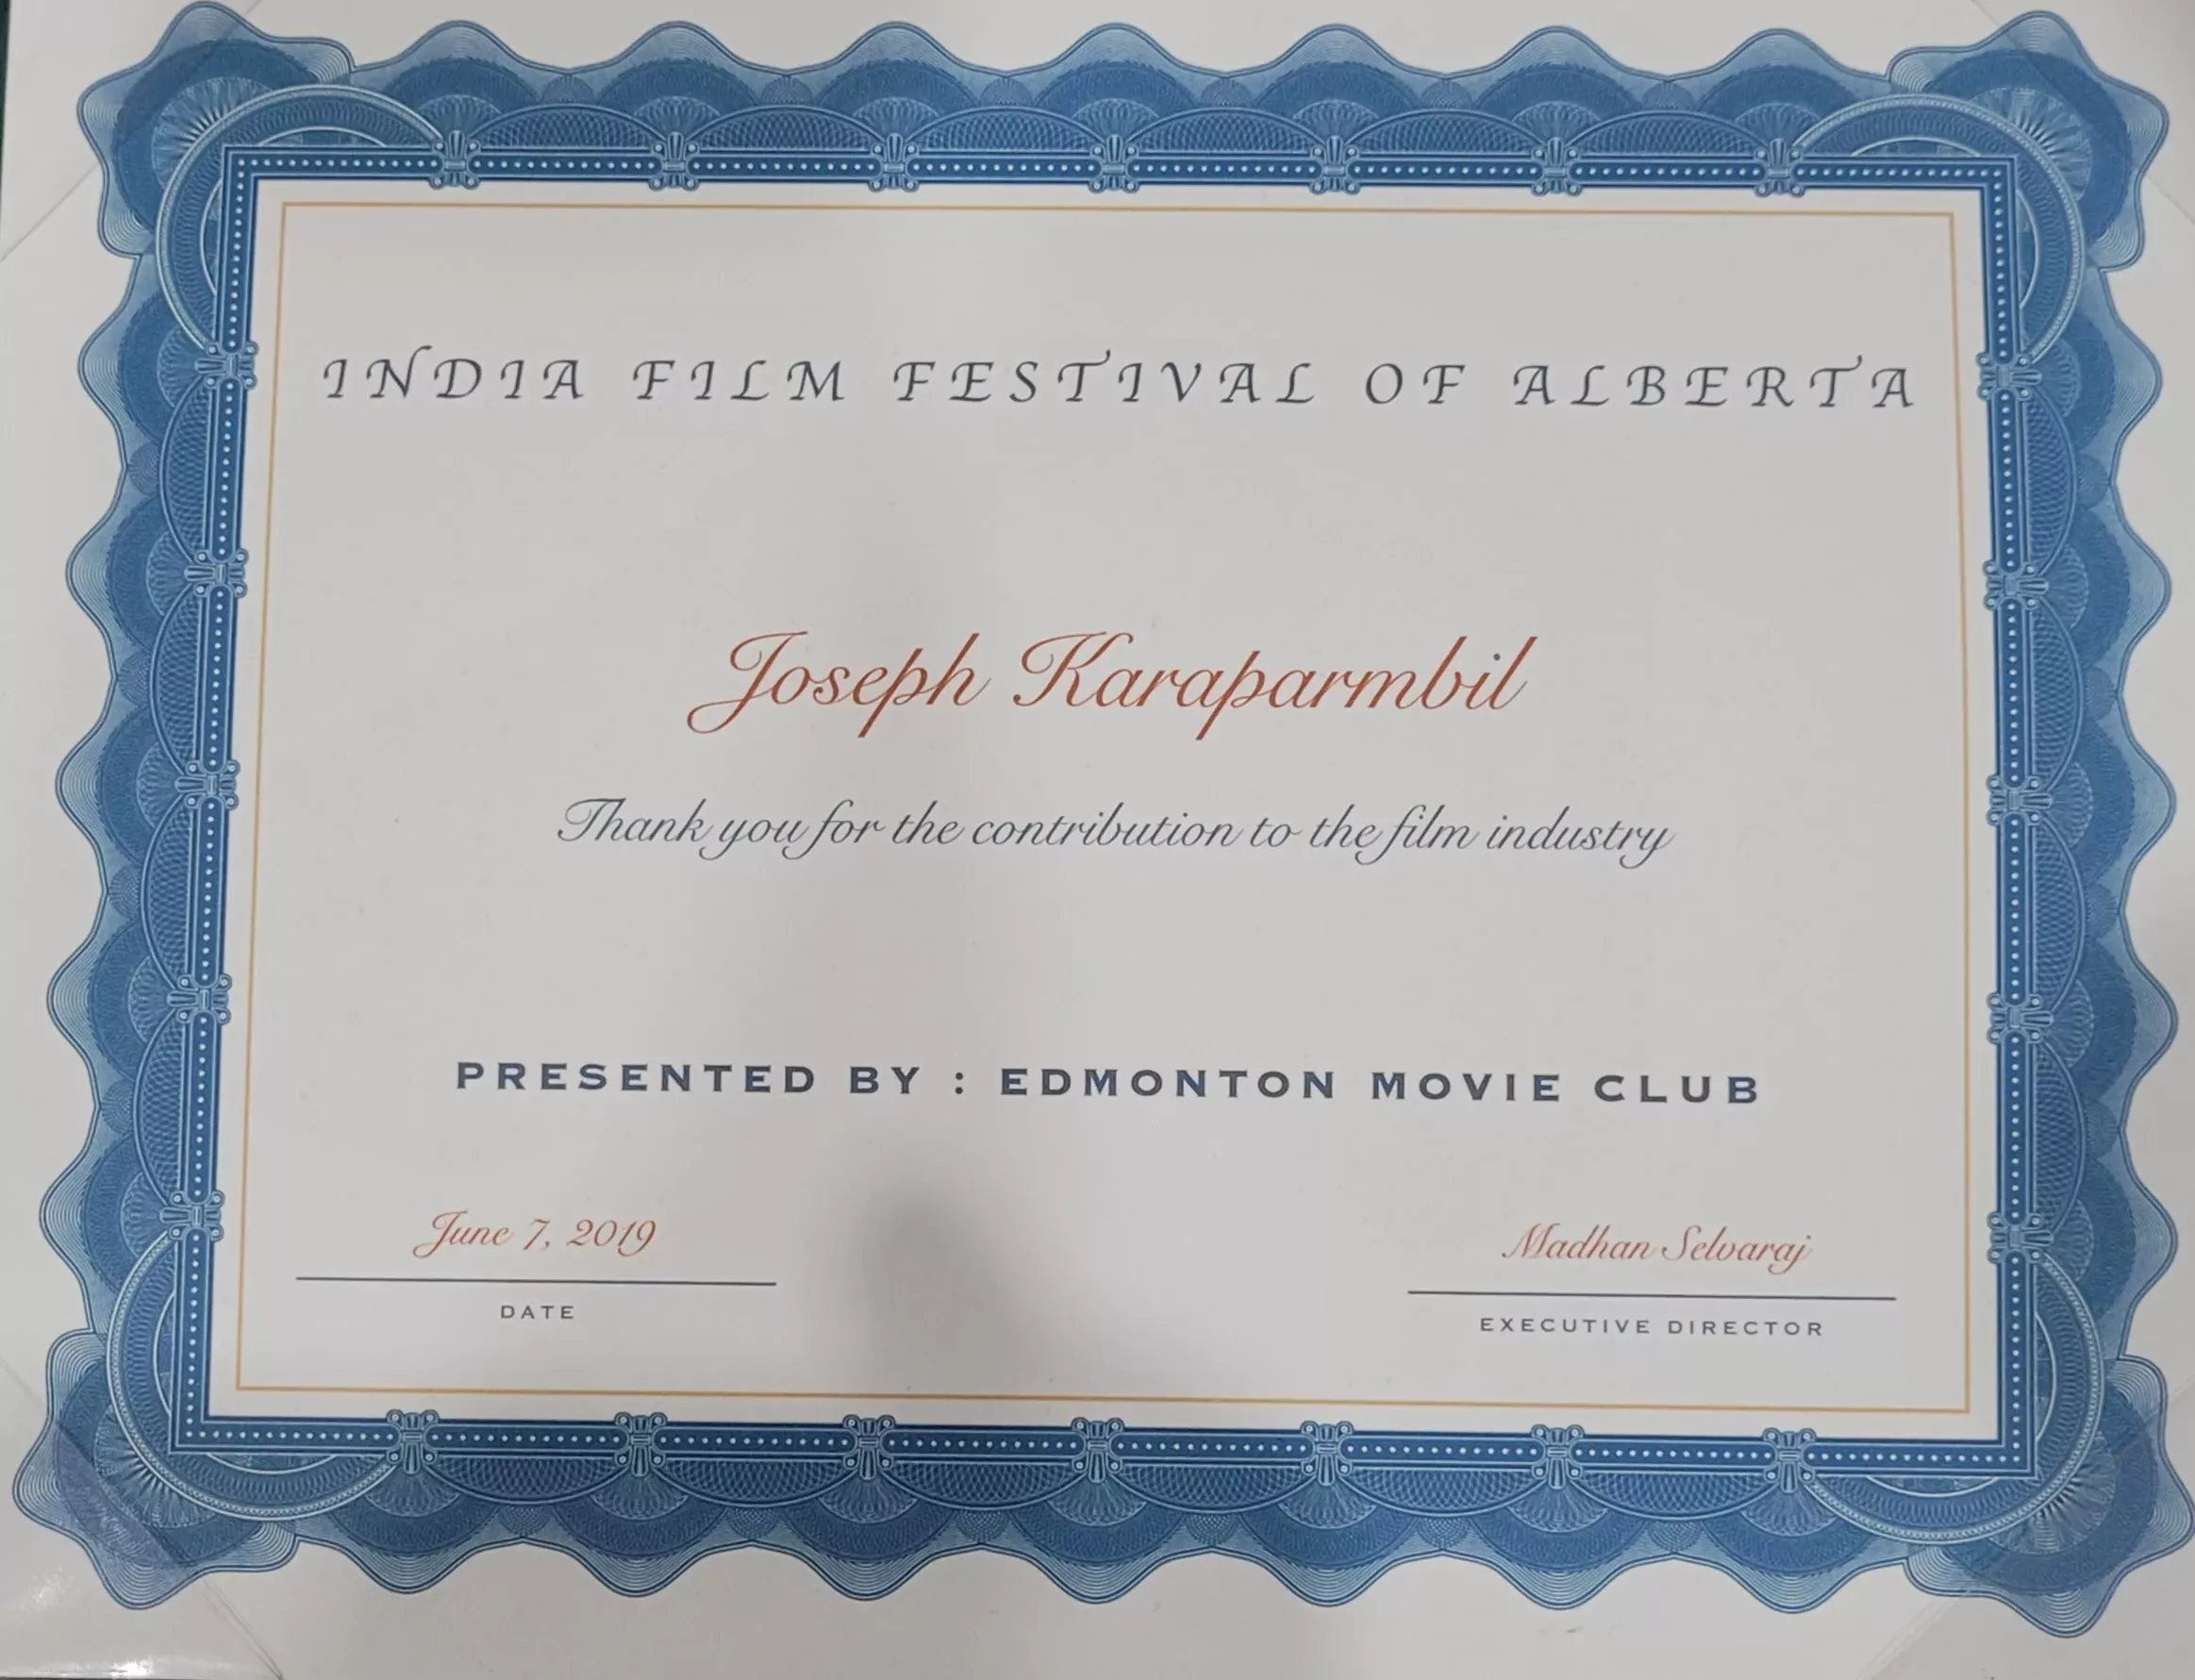 INDIA FILM FESTIVAL OF ALBERTA
Joseph Karaparmbil
Thank you for the contribution to the film industry
PRESENTED BY : EDMONTON MOVIE CLUB
June 7, 2019
DATE
Madhan Selvaraj
EXECUTIVE DIRECTOR